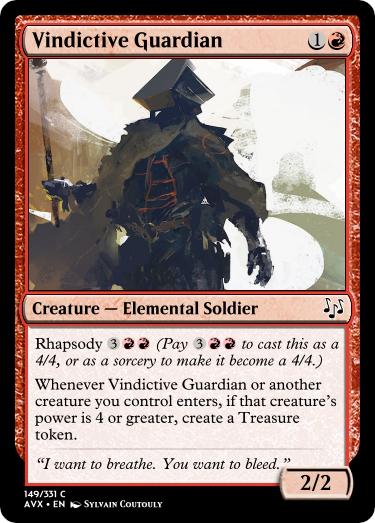 Vindictive Guardian 1
Creature — Elemental Soldier
Rhapsody 3 (Pay 3 to cast this as a
4/4, or as a sorcery to make it become a 4/4.)
Whenever Vindictive Guardian or another
creature you control enters, if that creature's
power is 4 or greater, create a Treasure
token.
"I want to breathe. You want to bleed."
2/2
149/331 C
AVX • EN Sylvain Coutouly